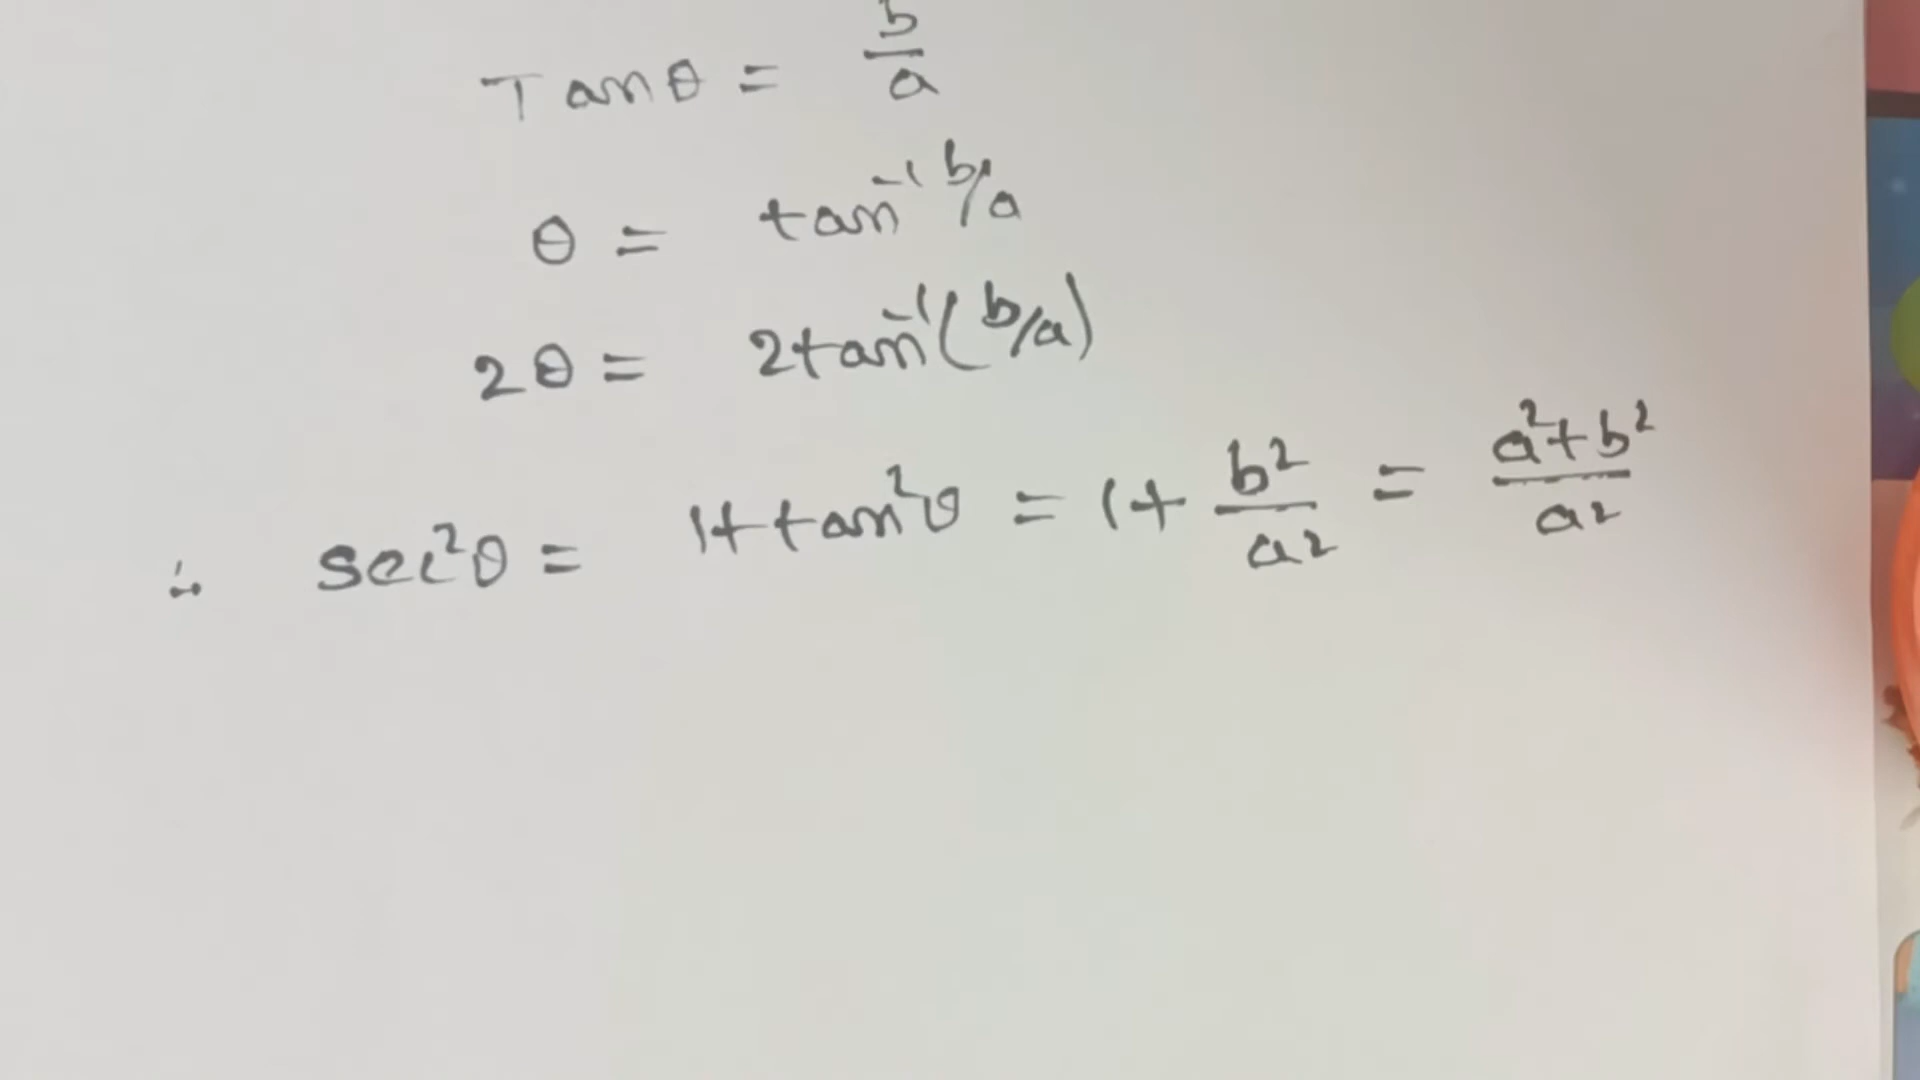 Tanθ = b/a
θ = tan⁻¹ b/a
2θ = 2tan⁻¹(b/a)
∴ sec²θ = 1+tan²θ = 1+ b²/a² = a²+b²/a²